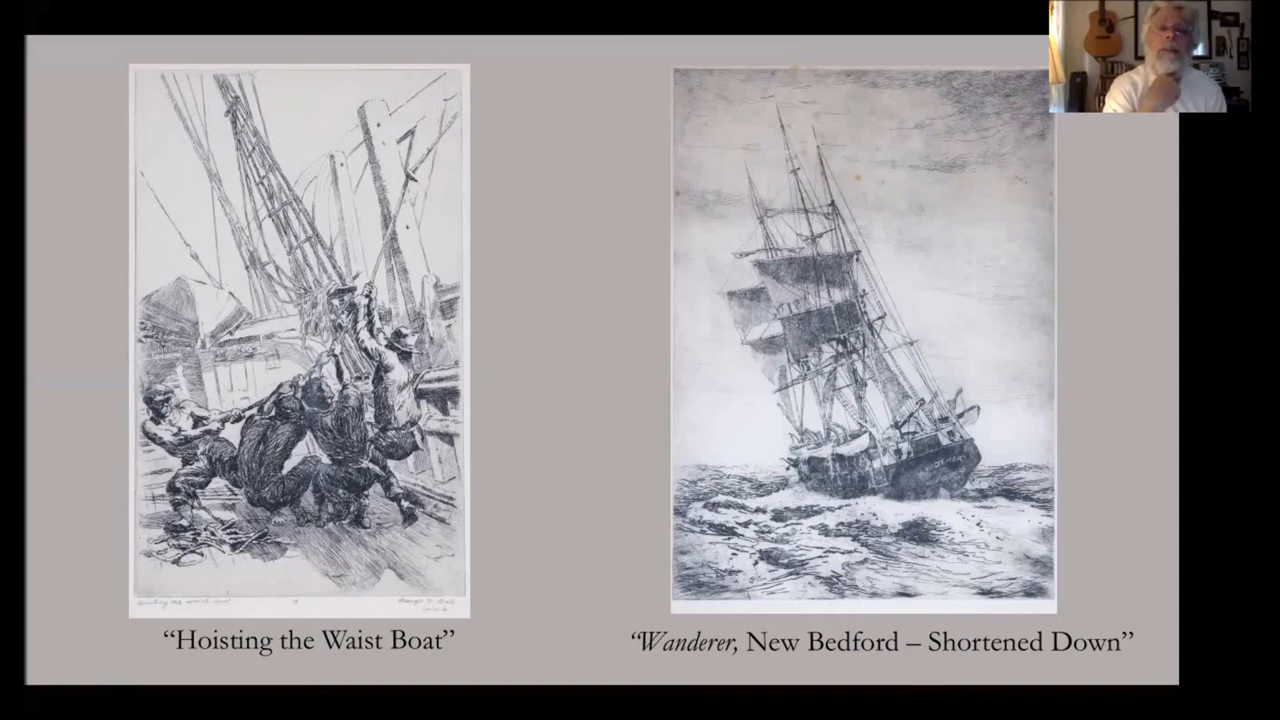 “Hoisting the Waist Boat”
“Wanderer, New Bedford – Shortened Down”